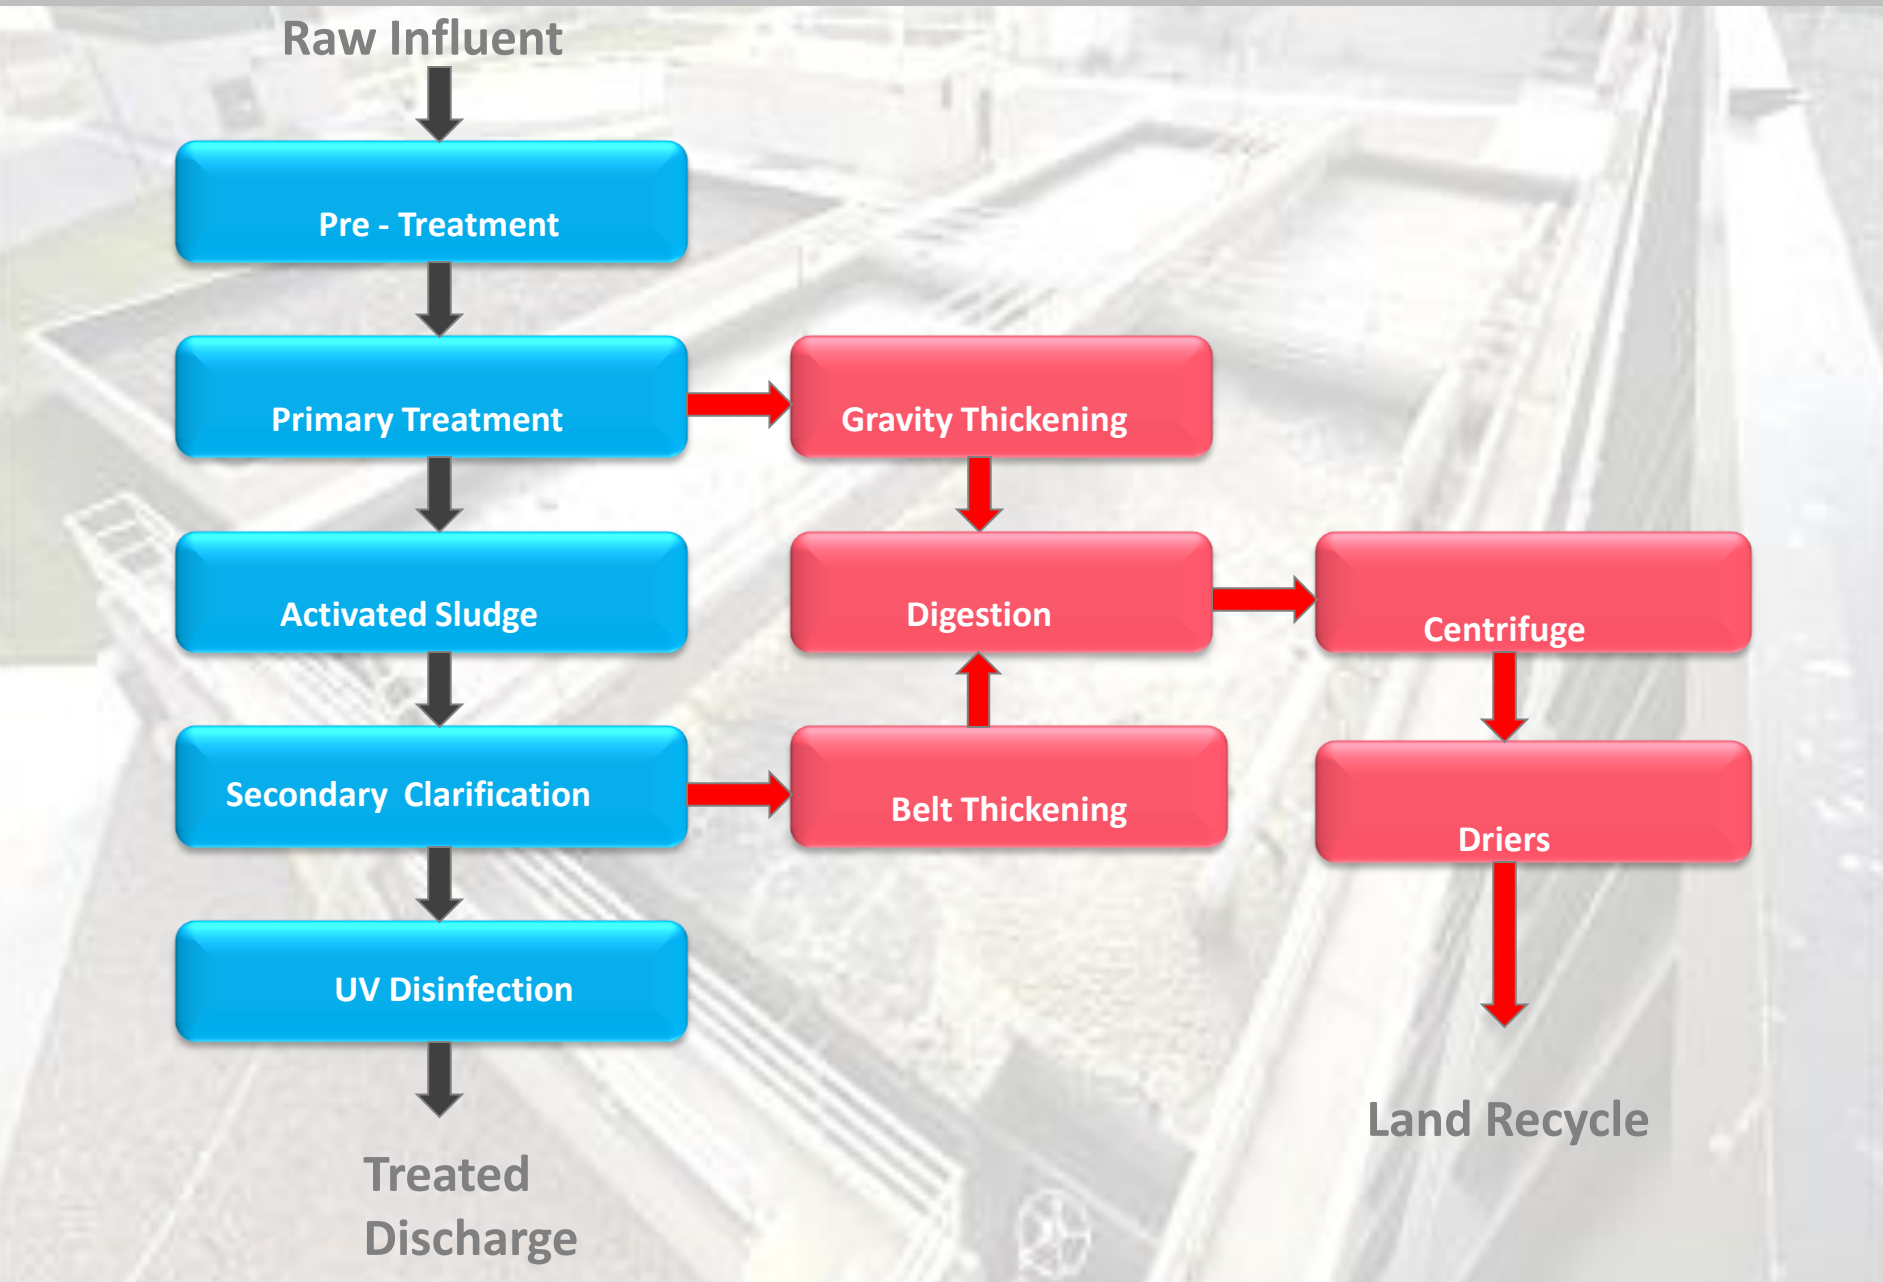 Raw Influent
Pre - Treatment
Primary Treatment
Gravity Thickening
Activated Sludge
Digestion
Centrifuge
Secondary  Clarification
Belt Thickening
Driers
UV Disinfection
Land Recycle
Treated
Discharge